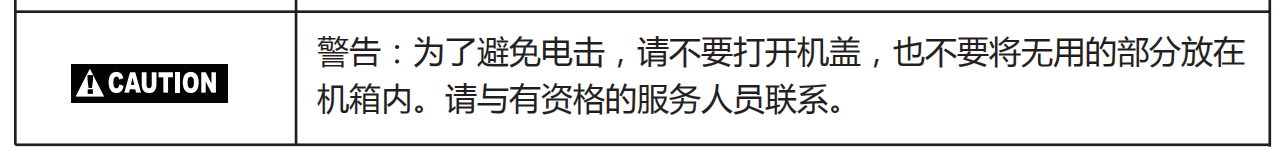 CAUTION
警告：为了避免电击，请不要打开机盖，也不要将无用的部分放在
机箱内。请与有资格的服务人员联系。